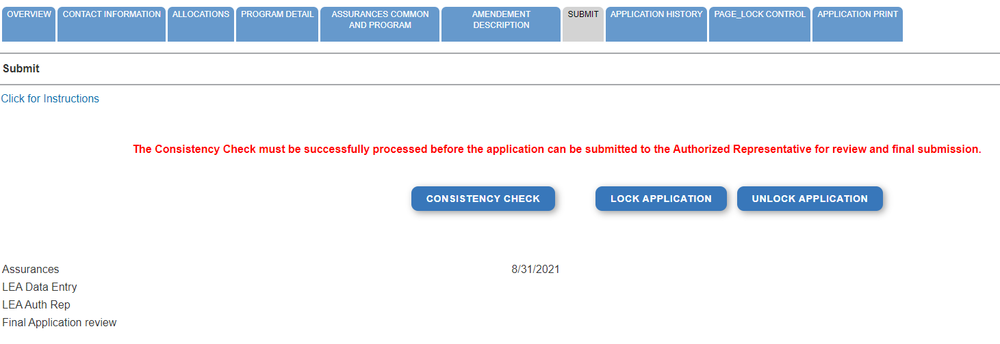 OVERVIEW
CONTACT INFORMATION
ALLOCATIONS
PROGRAM DETAIL
ASSURANCES COMMON
AND PROGRAM
AMENDEMENT
DESCRIPTION
SUBMIT
APPLICATION HISTORY
PAGE_LOCK CONTROL
APPLICATION PRINT
Submit
Click for Instructions
The Consistency Check must be successfully processed before the application can be submitted to the Authorized Representative for review and final submission.
CONSISTENCY CHECK
LOCK APPLICATION
UNLOCK APPLICATION
Assurances 8/31/2021
LEA Data Entry
LEA Auth Rep
Final Application review